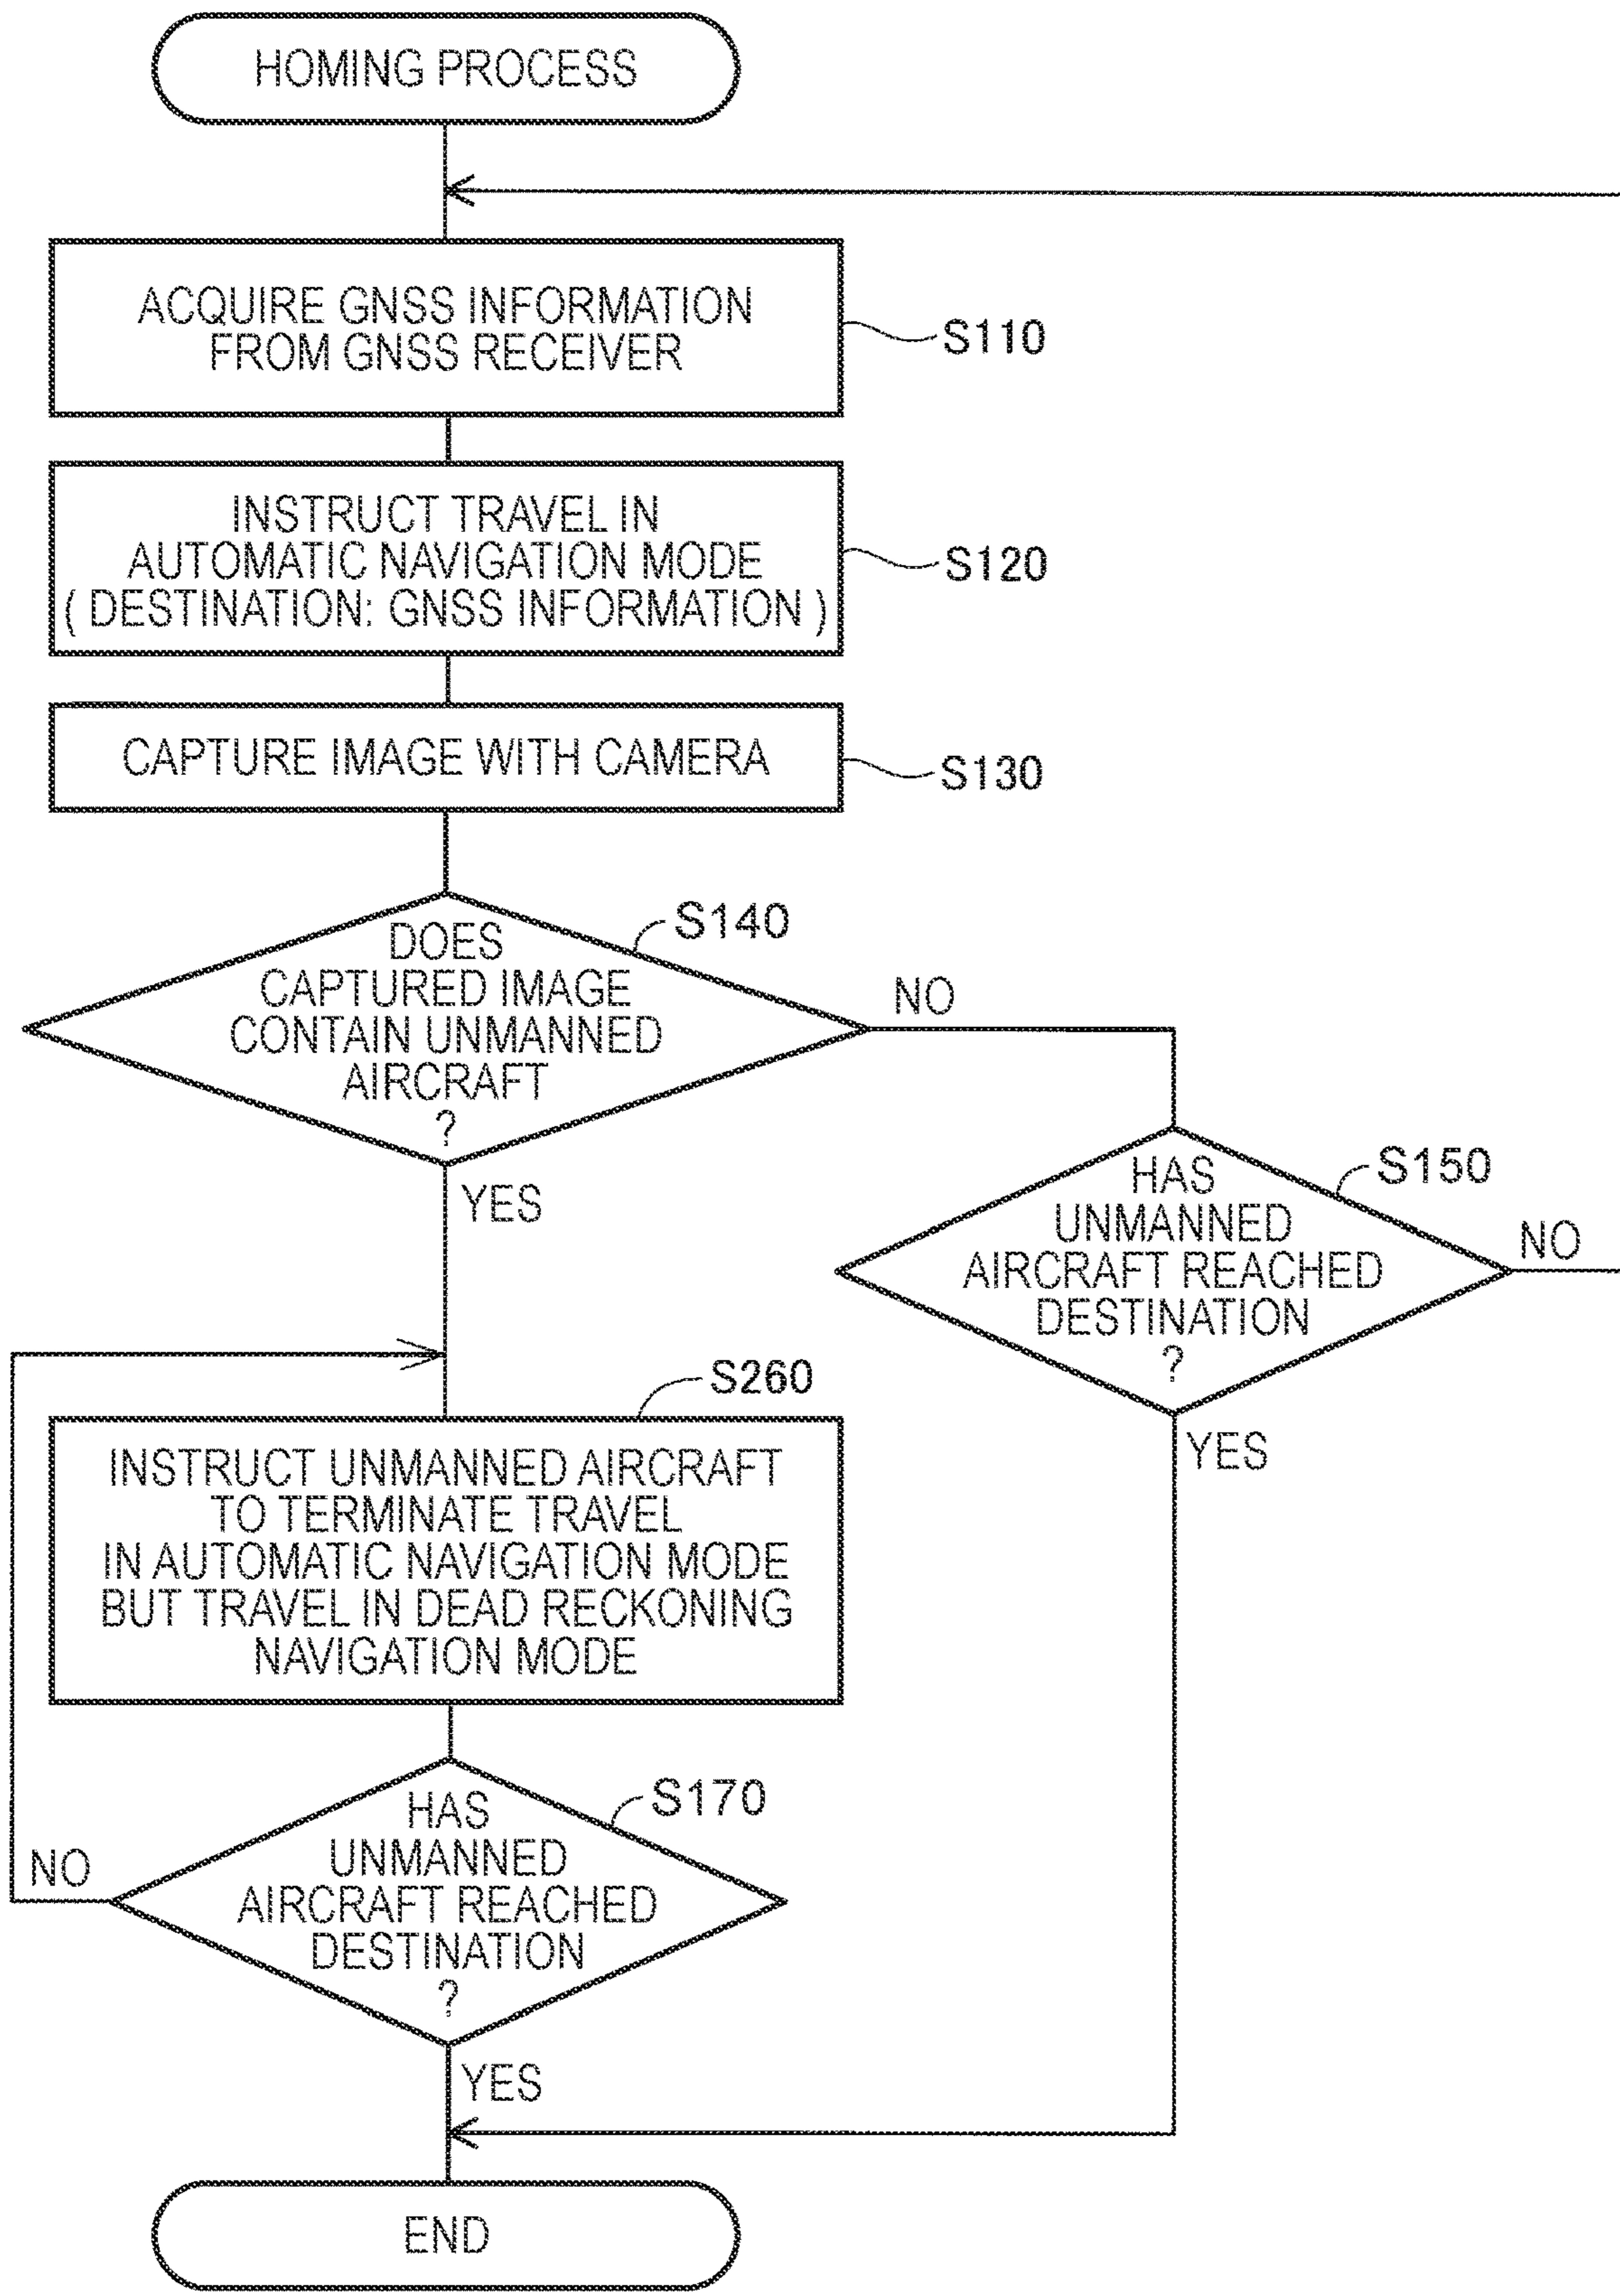 HOMING PROCESS
ACQUIRE GNSS INFORMATION
FROM GNSS RECEIVER
S110
INSTRUCT TRAVEL IN
AUTOMATIC NAVIGATION MODE
( DESTINATION: GNSS INFORMATION )
S120
CAPTURE IMAGE WITH CAMERA
S130
S140
DOES
CAPTURED IMAGE
CONTAIN UNMANNED
AIRCRAFT
?
NO
YES
S150
HAS
UNMANNED
AIRCRAFT REACHED
DESTINATION
?
NO
YES
S260
INSTRUCT UNMANNED AIRCRAFT
TO TERMINATE TRAVEL
IN AUTOMATIC NAVIGATION MODE
BUT TRAVEL IN DEAD RECKONING
NAVIGATION MODE
S170
HAS
UNMANNED
AIRCRAFT REACHED
DESTINATION
?
NO
YES
END